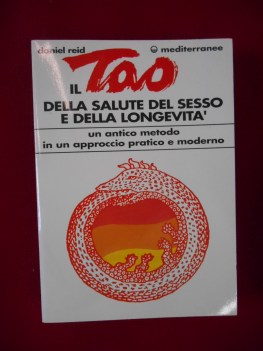 daniel reid
mediterranee
IL Tao
DELLA SALUTE DEL SESSO
E DELLA LONGEVITA'
un antico metodo
in un approccio pratico e moderno